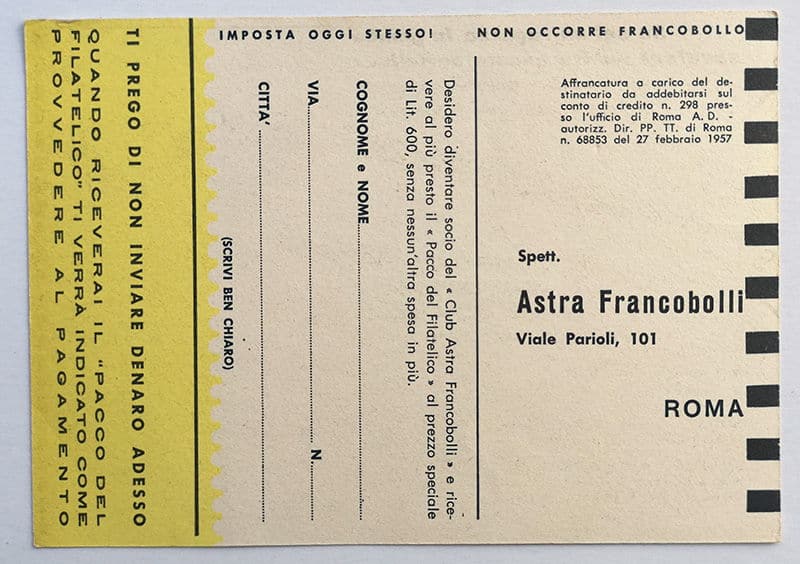 IMPOSTA OGGI STESSO! NON OCCORRE FRANCOBOLLO
Affrancatura a carico del de-
stinatario da addebitarsi sul
conto di credito n. 298 pres-
so l'ufficio di Roma A. D. -
autorizz. Dir. PP. TT. di Roma
n. 68853 del 27 febbraio 1957
Spett.
Astra Francobolli
Viale Parioli, 101
ROMA
Desidero diventare socio del « Club Astra Francobolli » e rice-
vere al più presto il « Pacco del Filatelico » al prezzo speciale
di Lit. 600, senza nessun'altra spesa in più.
COGNOME e NOME
VIA N.
CITTA'
(SCRIVI BEN CHIARO)
TI PREGO DI NON INVIARE DENARO ADESSO
QUANDO RICEVERAI IL "PACCO DEL
FILATELICO" TI VERRÀ INDICATO COME
PROVVEDERE AL PAGAMENTO